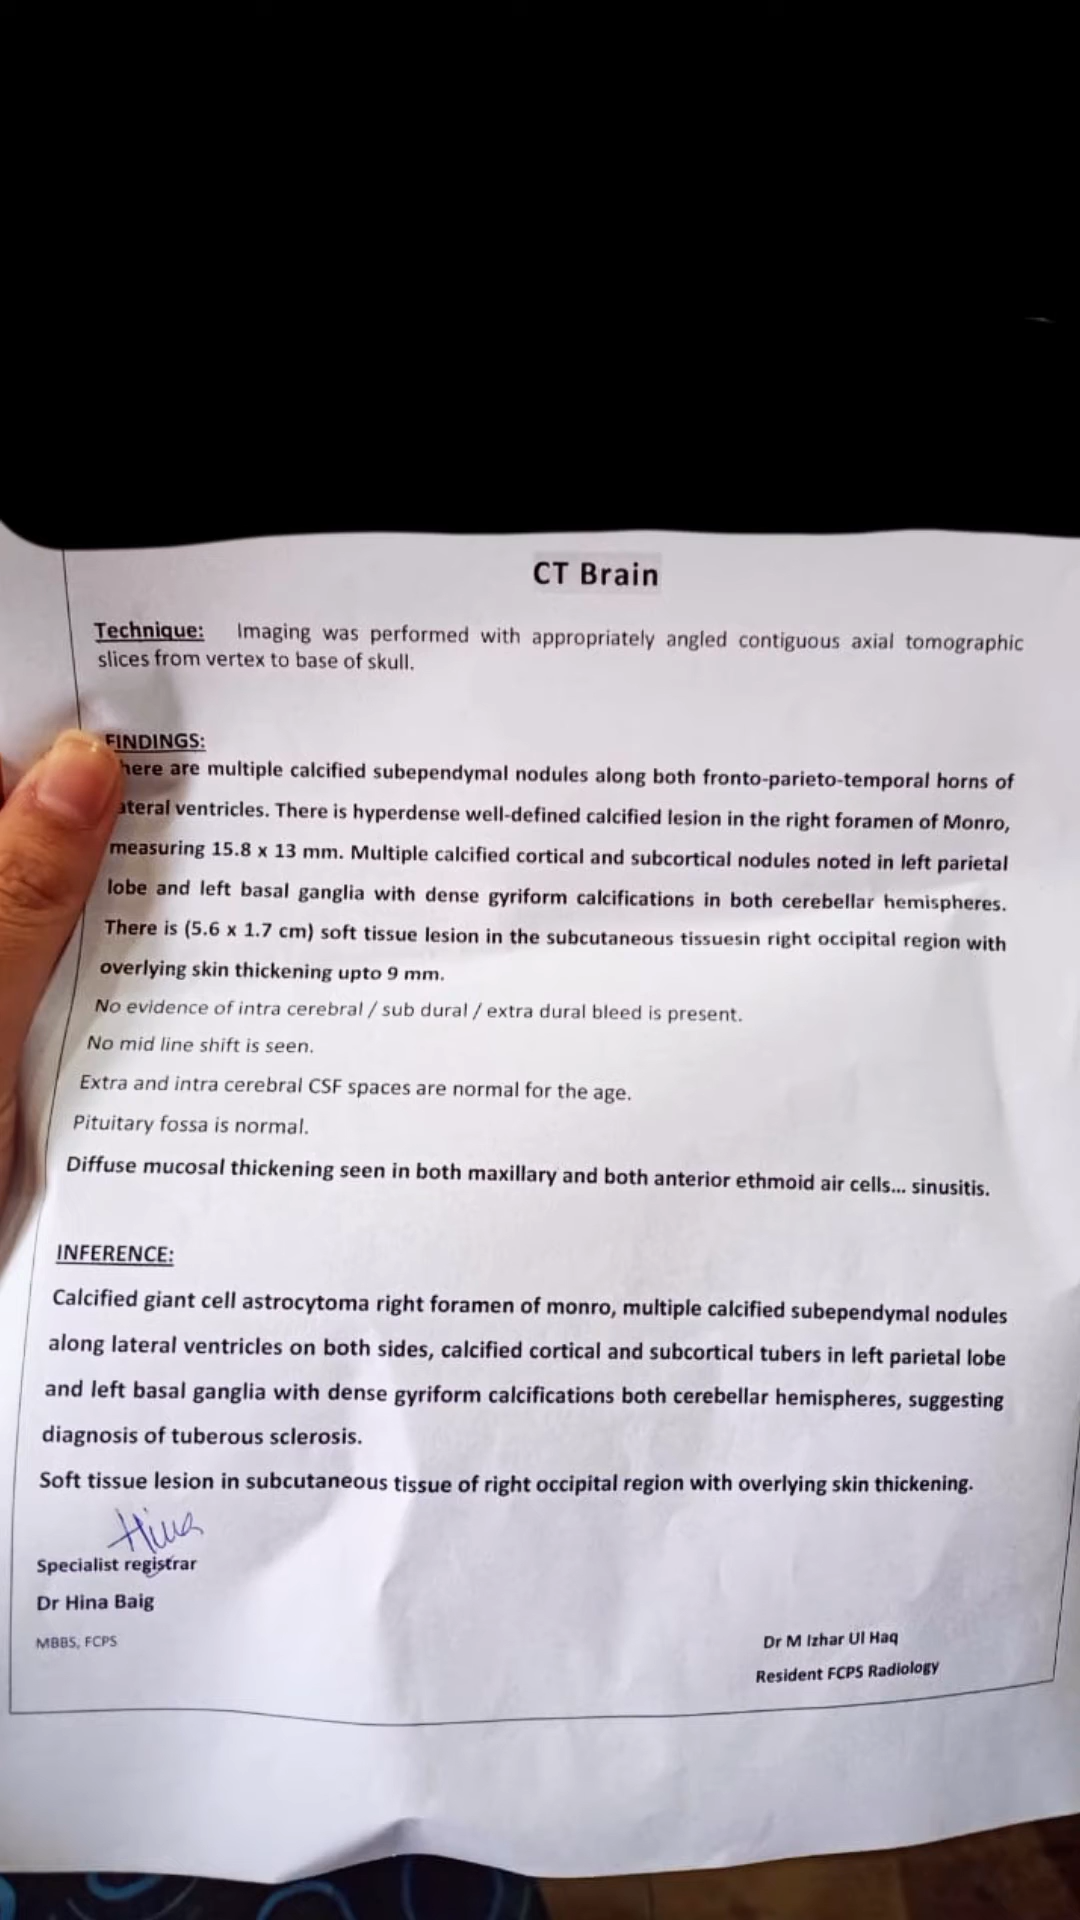 CT Brain
Technique: Imaging was performed with appropriately angled contiguous axial tomographic
slices from vertex to base of skull.
FINDINGS:
here are multiple calcified subependymal nodules along both fronto-parieto-temporal horns of
ateral ventricles. There is hyperdense well-defined calcified lesion in the right foramen of Monro,
measuring 15.8 x 13 mm. Multiple calcified cortical and subcortical nodules noted in left parietal
lobe and left basal ganglia with dense gyriform calcifications in both cerebellar hemispheres.
There is (5.6 x 1.7 cm) soft tissue lesion in the subcutaneous tissuesin right occipital region with
overlying skin thickening upto 9 mm.
No evidence of intra cerebral / sub dural / extra dural bleed is present.
No mid line shift is seen.
Extra and intra cerebral CSF spaces are normal for the age.
Pituitary fossa is normal.
Diffuse mucosal thickening seen in both maxillary and both anterior ethmoid air cells... sinusitis.
INFERENCE:
Calcified giant cell astrocytoma right foramen of monro, multiple calcified subependymal nodules
along lateral ventricles on both sides, calcified cortical and subcortical tubers in left parietal lobe
and left basal ganglia with dense gyriform calcifications both cerebellar hemispheres, suggesting
diagnosis of tuberous sclerosis.
Soft tissue lesion in subcutaneous tissue of right occipital region with overlying skin thickening.
Hina
Specialist registrar
Dr Hina Baig
MBBS, FCPS
Dr M Izhar Ul Haq
Resident FCPS Radiology